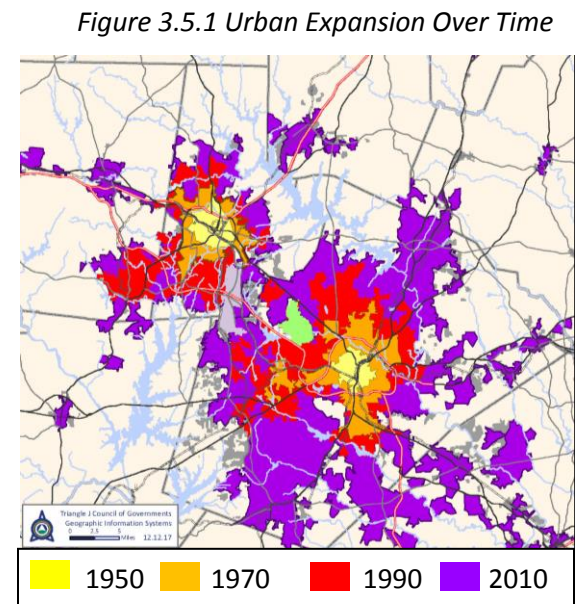 Figure 3.5.1 Urban Expansion Over Time
Triangle J Council of Governments
Geographic Information Systems
0 2.5 5
Miles 12.12.17
1950 1970 1990 2010